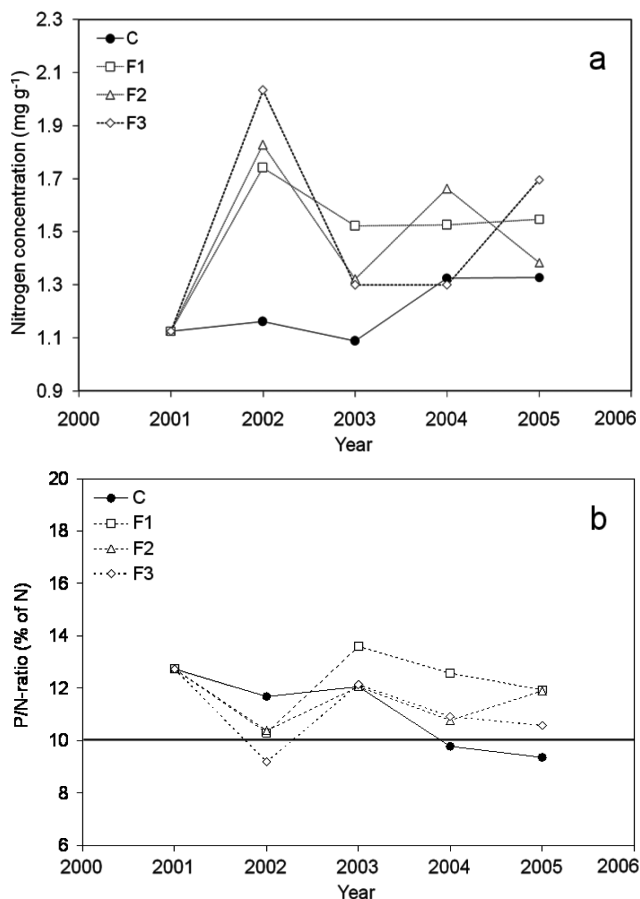 2.3
2.1
1.9
1.7
1.5
1.3
1.1
0.9
Nitrogen concentration (mg g⁻¹)
C
F1
F2
F3
a
2000 2001 2002 2003 2004 2005 2006
Year
20
18
16
14
12
10
8
6
P/N-ratio (% of N)
C
F1
F2
F3
b
2000 2001 2002 2003 2004 2005 2006
Year